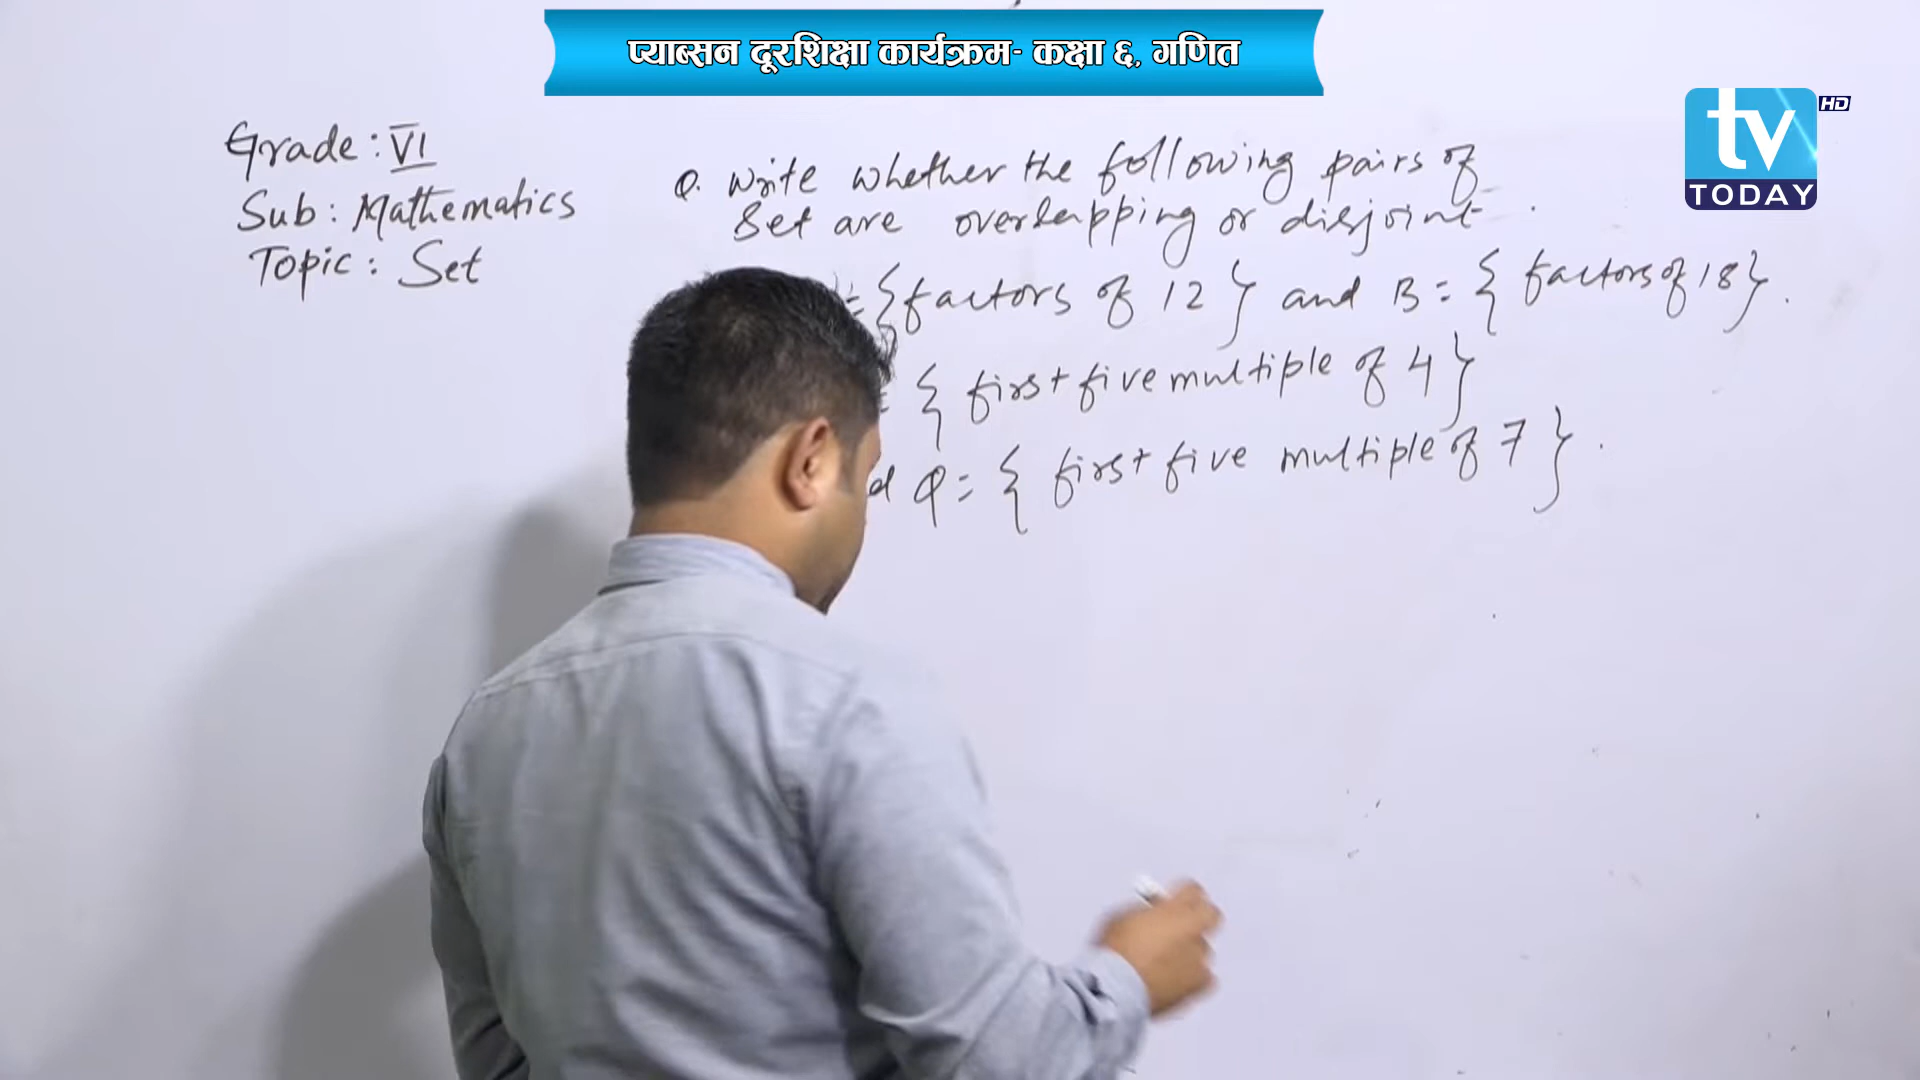 प्याब्सन दूरशिक्षा कार्यक्रम- कक्षा ६, गणित
tv HD
TODAY
Grade : VI
Sub : Mathematics
Topic : Set
Q. Write whether the following pairs of
Set are overlapping or disjoint .
= {factors of 12} and B = { factors of 18} .
= { first five multiple of 4}
d Q = { first five multiple of 7 } .